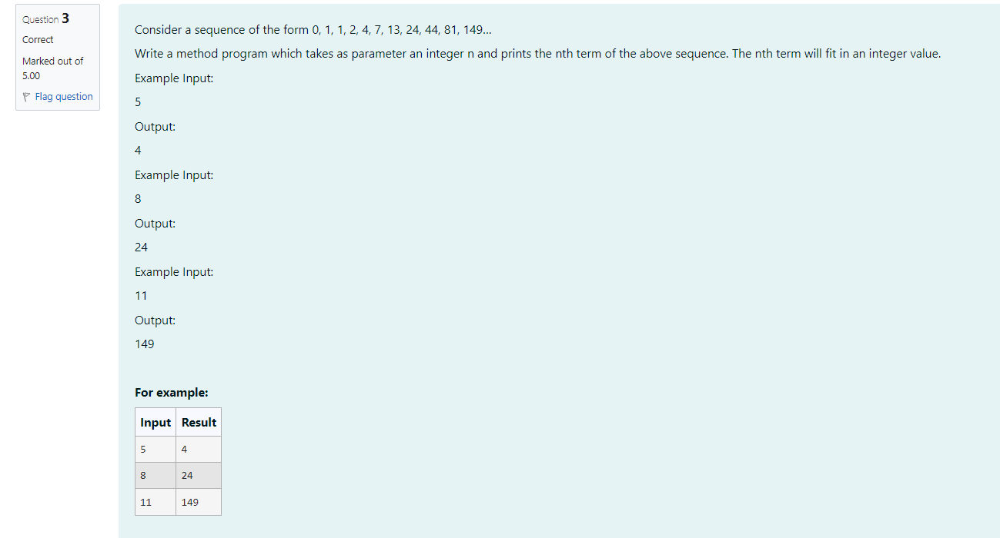 Question 3
Correct
Marked out of
5.00
Flag question
Consider a sequence of the form 0, 1, 1, 2, 4, 7, 13, 24, 44, 81, 149...
Write a method program which takes as parameter an integer n and prints the nth term of the above sequence. The nth term will fit in an integer value.
Example Input:
5
Output:
4
Example Input:
8
Output:
24
Example Input:
11
Output:
149
For example:
Input Result
5 4
8 24
11 149